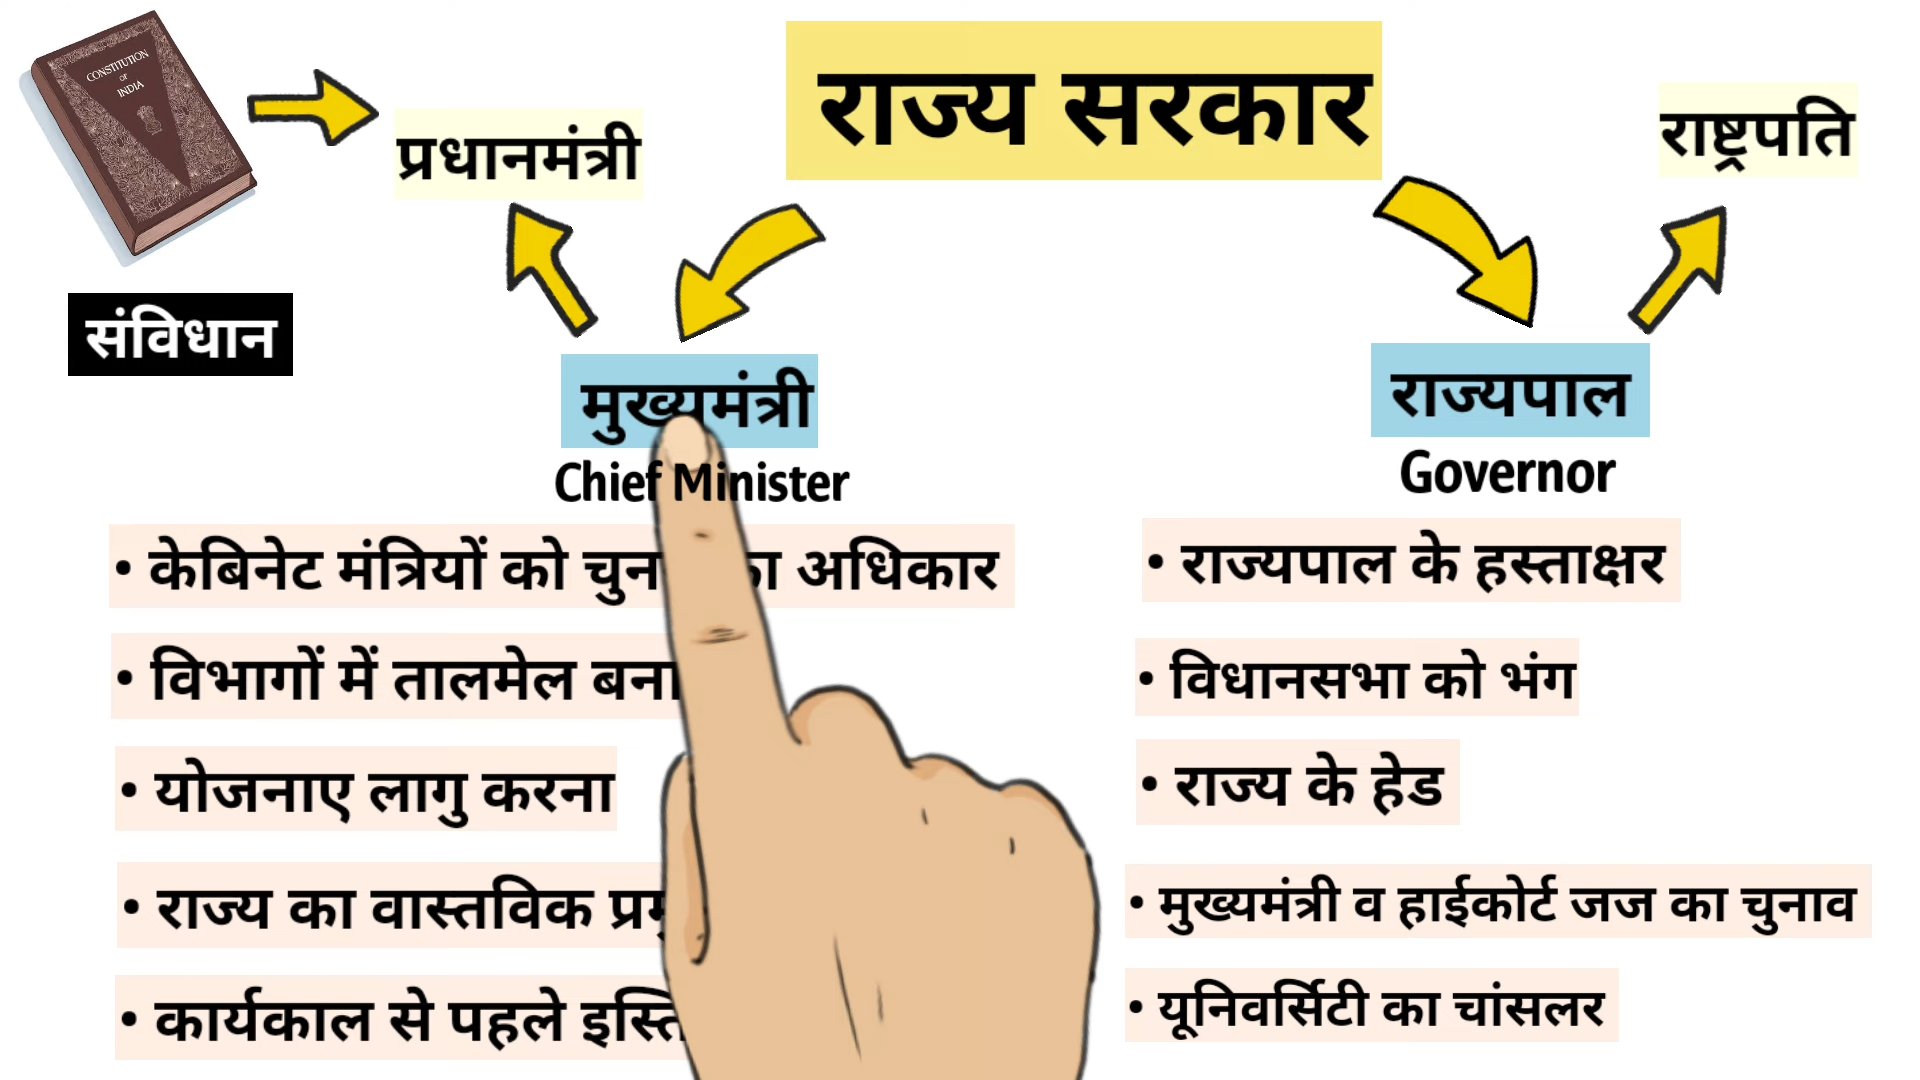 CONSTITUTION
OF
INDIA
संविधान
प्रधानमंत्री
राज्य सरकार
राष्ट्रपति
मुख्यमंत्री
Chief Minister
• केबिनेट मंत्रियों को का अधिकार
• विभागों में तालमेल
• योजनाए लागु करना
• राज्य का वास्तविक
• कार्यकाल से पहले
राज्यपाल
Governor
• राज्यपाल के हस्ताक्षर
• विधानसभा को भंग
• राज्य के हेड
• मुख्यमंत्री व हाईकोर्ट जज का चुनाव
• यूनिवर्सिटी का चांसलर